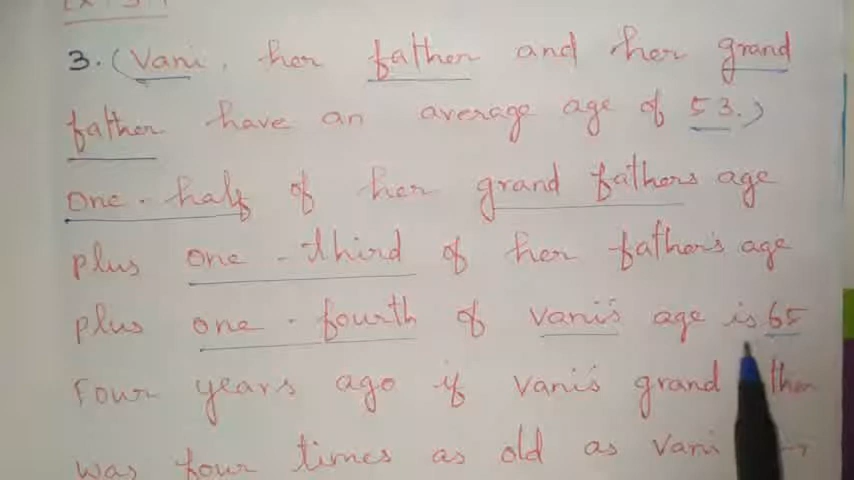 3. (Vani, her father and her grand
father have an average age of 53.)
One-half of her grand fathers age
plus one-third of her father's age
plus one-fourth of vani's age is 65
Four years ago if vani's grand
was four times as old as vani